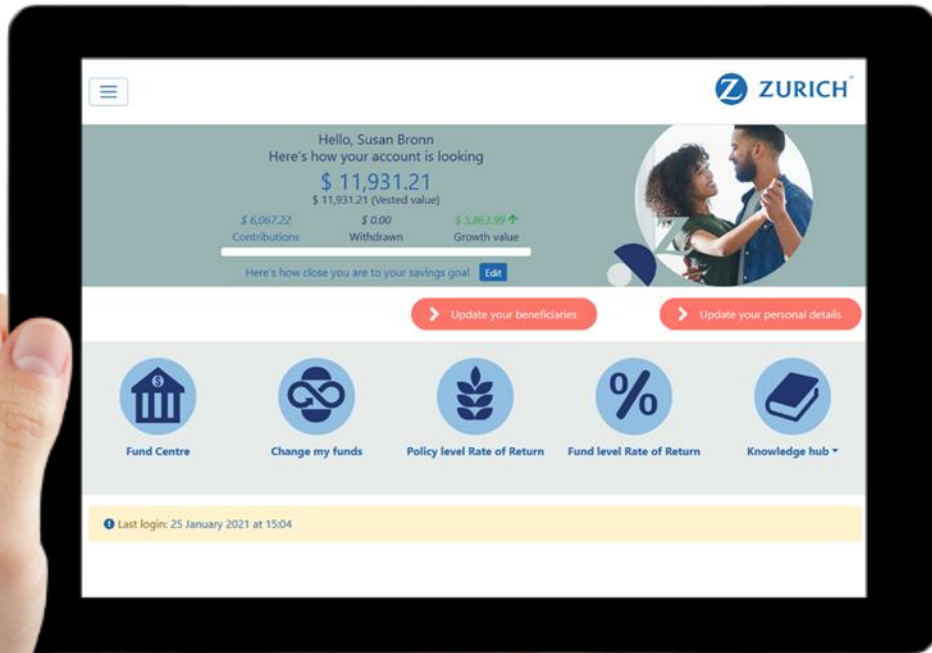 ZURICH
Hello, Susan Bronn
Here's how your account is looking
$ 11,931.21
$ 11,931.21 (Vested value)
$ 6,067.22 $ 0.00 $ 5,863.99
Contributions Withdrawn Growth value
Here's how close you are to your savings goal Edit
Update your beneficiaries Update your personal details
Fund Centre Change my funds Policy level Rate of Return Fund level Rate of Return Knowledge hub
Last login: 25 January 2021 at 15:04